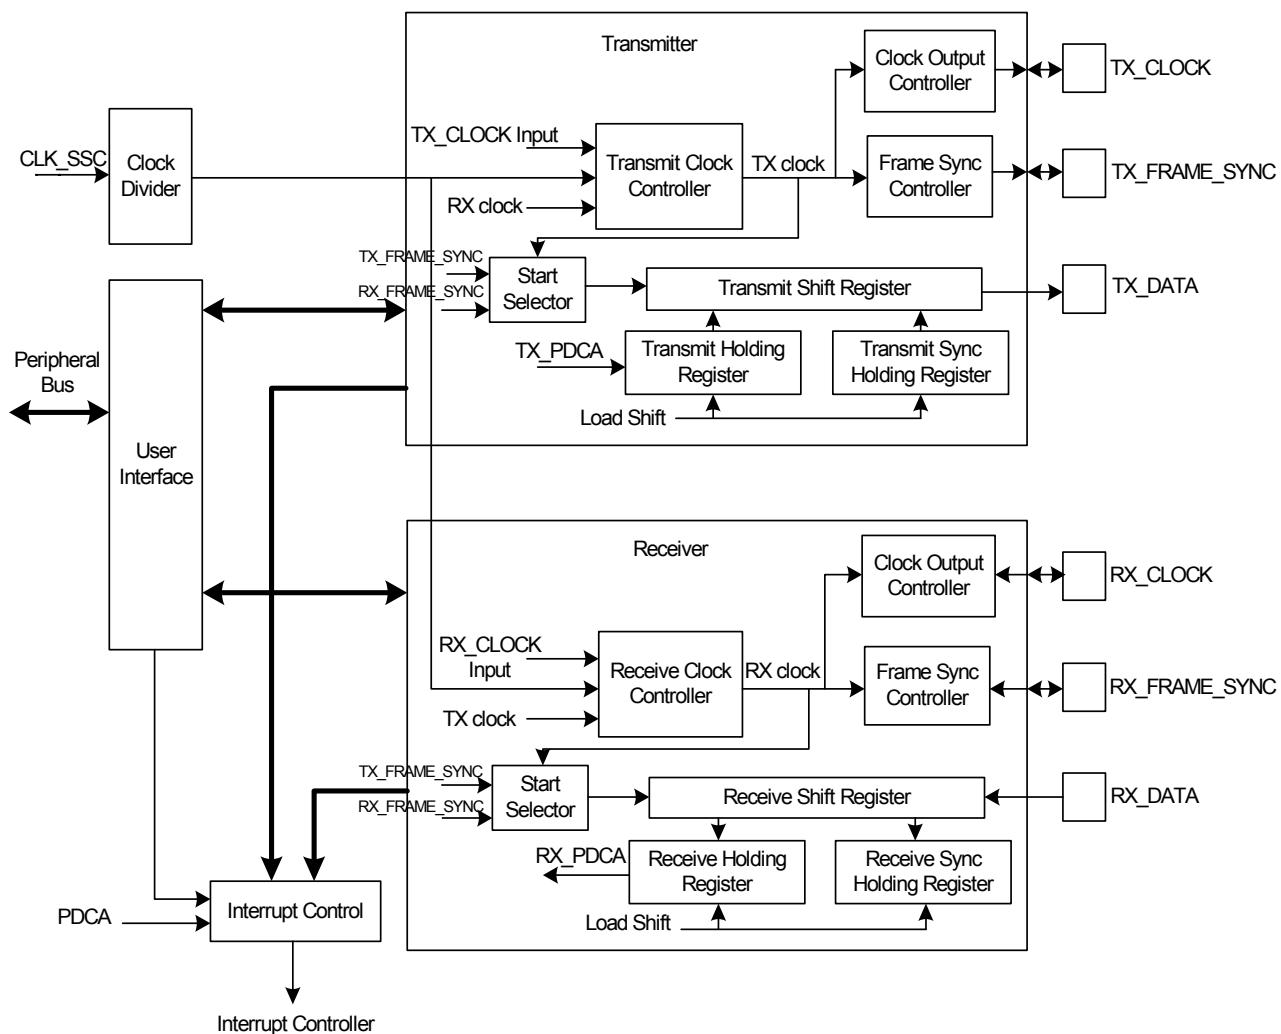 Transmitter
Clock Output
Controller
TX_CLOCK
CLK_SSC
Clock
Divider
TX_CLOCK Input
Transmit Clock
Controller
TX clock
Frame Sync
Controller
TX_FRAME_SYNC
RX clock
TX_FRAME_SYNC
RX_FRAME_SYNC
Start
Selector
Transmit Shift Register
TX_DATA
TX_PDCA
Transmit Holding
Register
Transmit Sync
Holding Register
Load Shift
Peripheral
Bus
User
Interface
Receiver
Clock Output
Controller
RX_CLOCK
RX_CLOCK
Input
Receive Clock
Controller
RX clock
Frame Sync
Controller
RX_FRAME_SYNC
TX clock
TX_FRAME_SYNC
RX_FRAME_SYNC
Start
Selector
Receive Shift Register
RX_DATA
RX_PDCA
Receive Holding
Register
Receive Sync
Holding Register
Load Shift
PDCA
Interrupt Control
Interrupt Controller